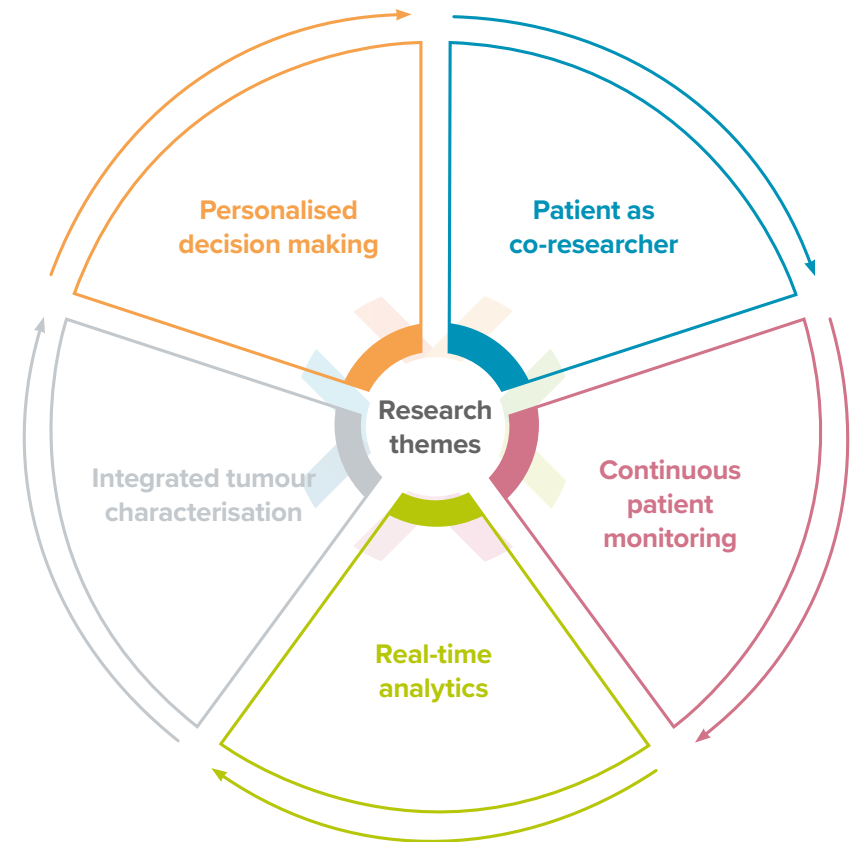 Personalised
decision making
Patient as
co-researcher
Research
themes
Integrated tumour
characterisation
Continuous
patient
monitoring
Real-time
analytics